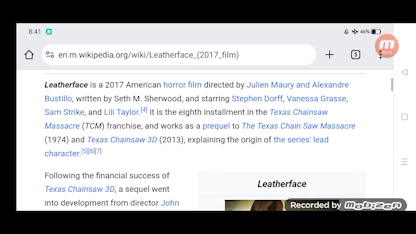 8:41
46%
en.m.wikipedia.org/wiki/Leatherface_(2017_film)
5
Leatherface is a 2017 American horror film directed by Julien Maury and Alexandre
Bustillo, written by Seth M. Sherwood, and starring Stephen Dorff, Vanessa Grasse,
Sam Strike, and Lili Taylor.[4] It is the eighth installment in the Texas Chainsaw
Massacre (TCM) franchise, and works as a prequel to The Texas Chain Saw Massacre
(1974) and Texas Chainsaw 3D (2013), explaining the origin of the series' lead
character.[5][6][7]
Following the financial success of
Texas Chainsaw 3D, a sequel went
into development from director John
Leatherface
Recorded by Mobizen